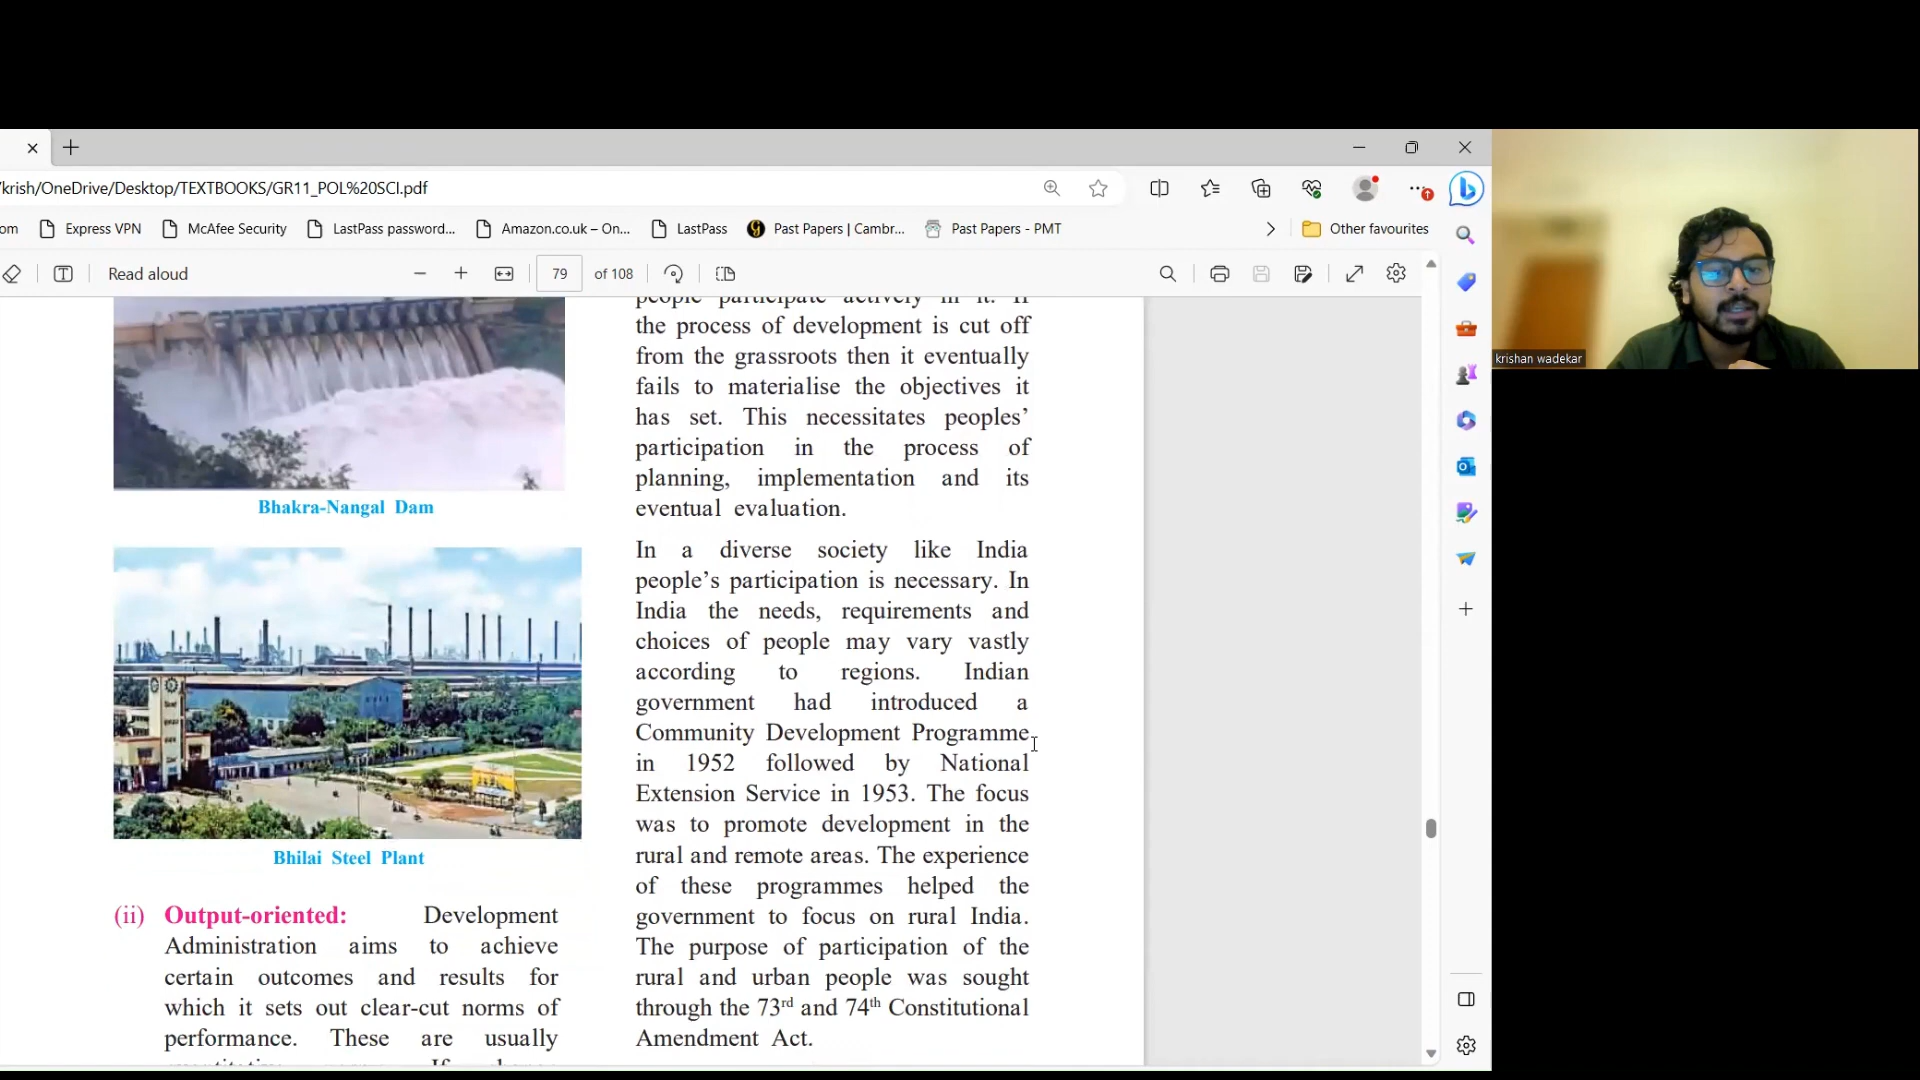 /krish/OneDrive/Desktop/TEXTBOOKS/GR11_POL%20SCI.pdf
om
Express VPN
McAfee Security
LastPass password...
Amazon.co.uk – On...
LastPass
Past Papers | Cambr...
Past Papers - PMT
Other favourites
Read aloud
79 of 108
people participate actively in it. If
the process of development is cut off
from the grassroots then it eventually
fails to materialise the objectives it
has set. This necessitates peoples’
participation in the process of
planning, implementation and its
eventual evaluation.
In a diverse society like India
people’s participation is necessary. In
India the needs, requirements and
choices of people may vary vastly
according to regions. Indian
government had introduced a
Community Development Programme
in 1952 followed by National
Extension Service in 1953. The focus
was to promote development in the
rural and remote areas. The experience
of these programmes helped the
government to focus on rural India.
The purpose of participation of the
rural and urban people was sought
through the 73rd and 74th Constitutional
Amendment Act.
Bhakra-Nangal Dam
Bhilai Steel Plant
(ii) Output-oriented: Development
Administration aims to achieve
certain outcomes and results for
which it sets out clear-cut norms of
performance. These are usually
krishan wadekar